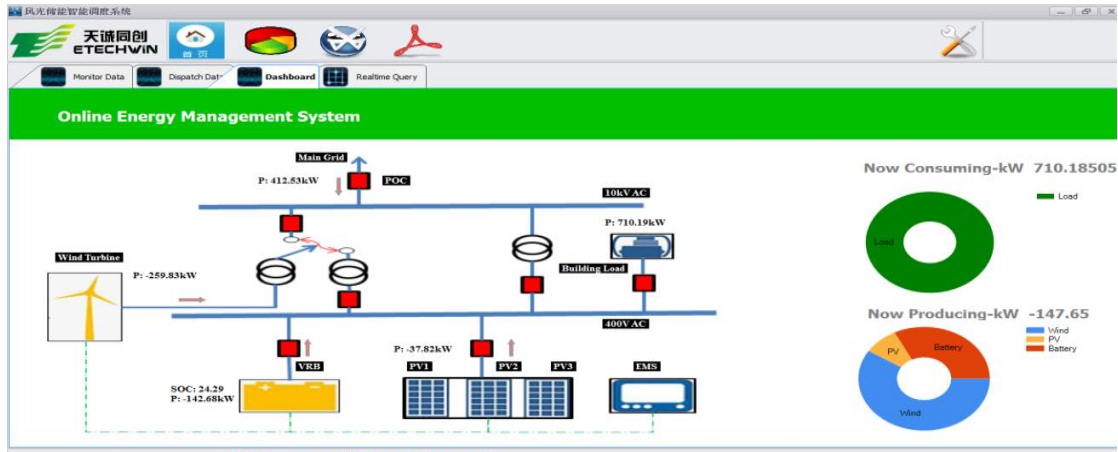 风光储能智能调度系统
天诚同创
ETECHWIN
首页
Monitor Data
Dispatch Dat
Dashboard
Realtime Query
Online Energy Management System
Main Grid
P: 412.53kW
POC
10kV AC
P: 710.19kW
Wind Turbine
P: -259.83kW
Building Load
400V AC
P: -37.82kW
VRB
PV1
PV2
PV3
EMS
SOC: 24.29
P: -142.68kW
Now Consuming-kW 710.18505
Load
Load
Now Producing-kW -147.65
Wind
PV
Battery
PV
Battery
Wind